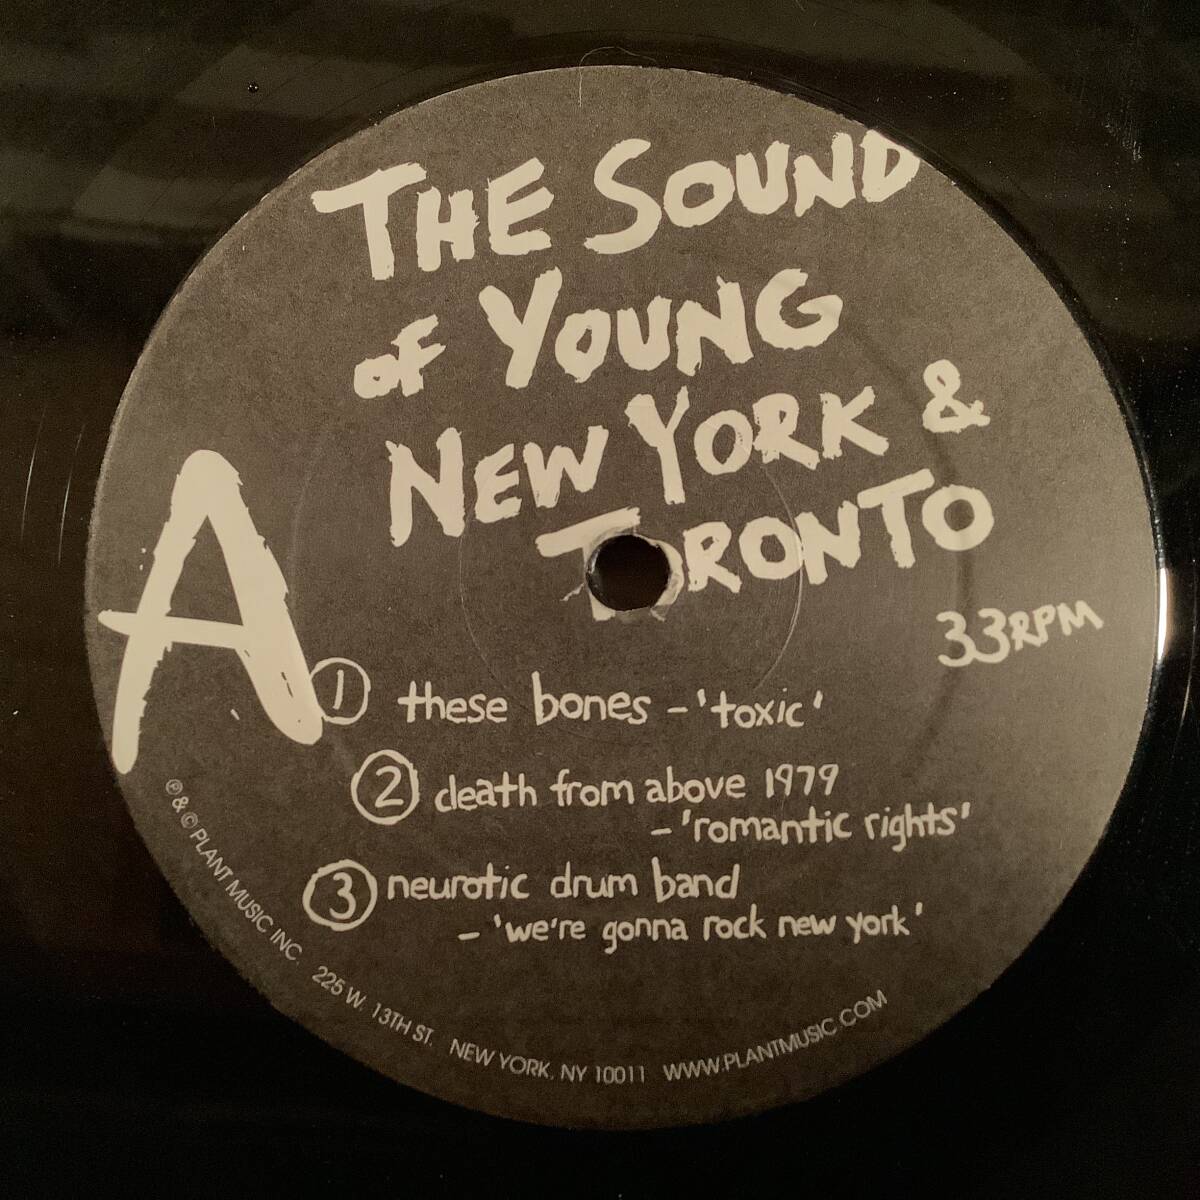 THE SOUND
OF YOUNG
NEW YORK &
TORONTO
A
33RPM
1 these bones - 'toxic'
2 death from above 1979
- 'romantic rights'
3 neurotic drum band
- 'we're gonna rock new york'
℗ & © PLANT MUSIC INC. 225 W. 13TH ST. NEW YORK, NY 10011 WWW.PLANTMUSIC.COM